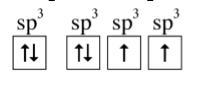 sp³ sp³ sp³ sp³
↑↓ ↑↓ ↑ ↑